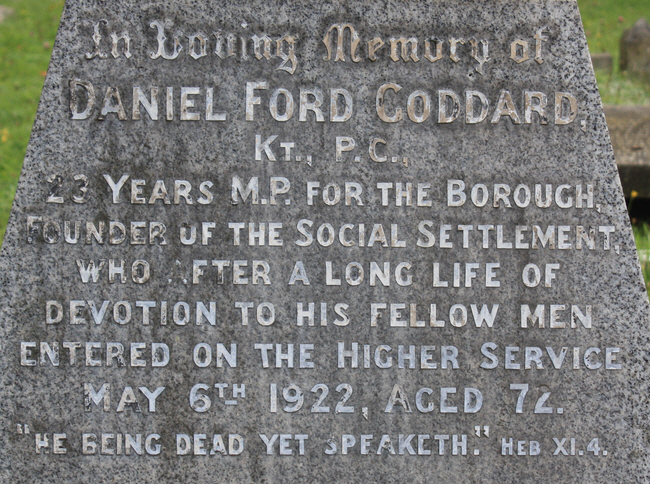 In Loving Memory of
DANIEL FORD GODDARD,
KT., P.C.,
23 YEARS M.P. FOR THE BOROUGH,
FOUNDER OF THE SOCIAL SETTLEMENT,
WHO AFTER A LONG LIFE OF
DEVOTION TO HIS FELLOW MEN
ENTERED ON THE HIGHER SERVICE
MAY 6TH 1922, AGED 72.
"HE BEING DEAD YET SPEAKETH." HEB XI.4.